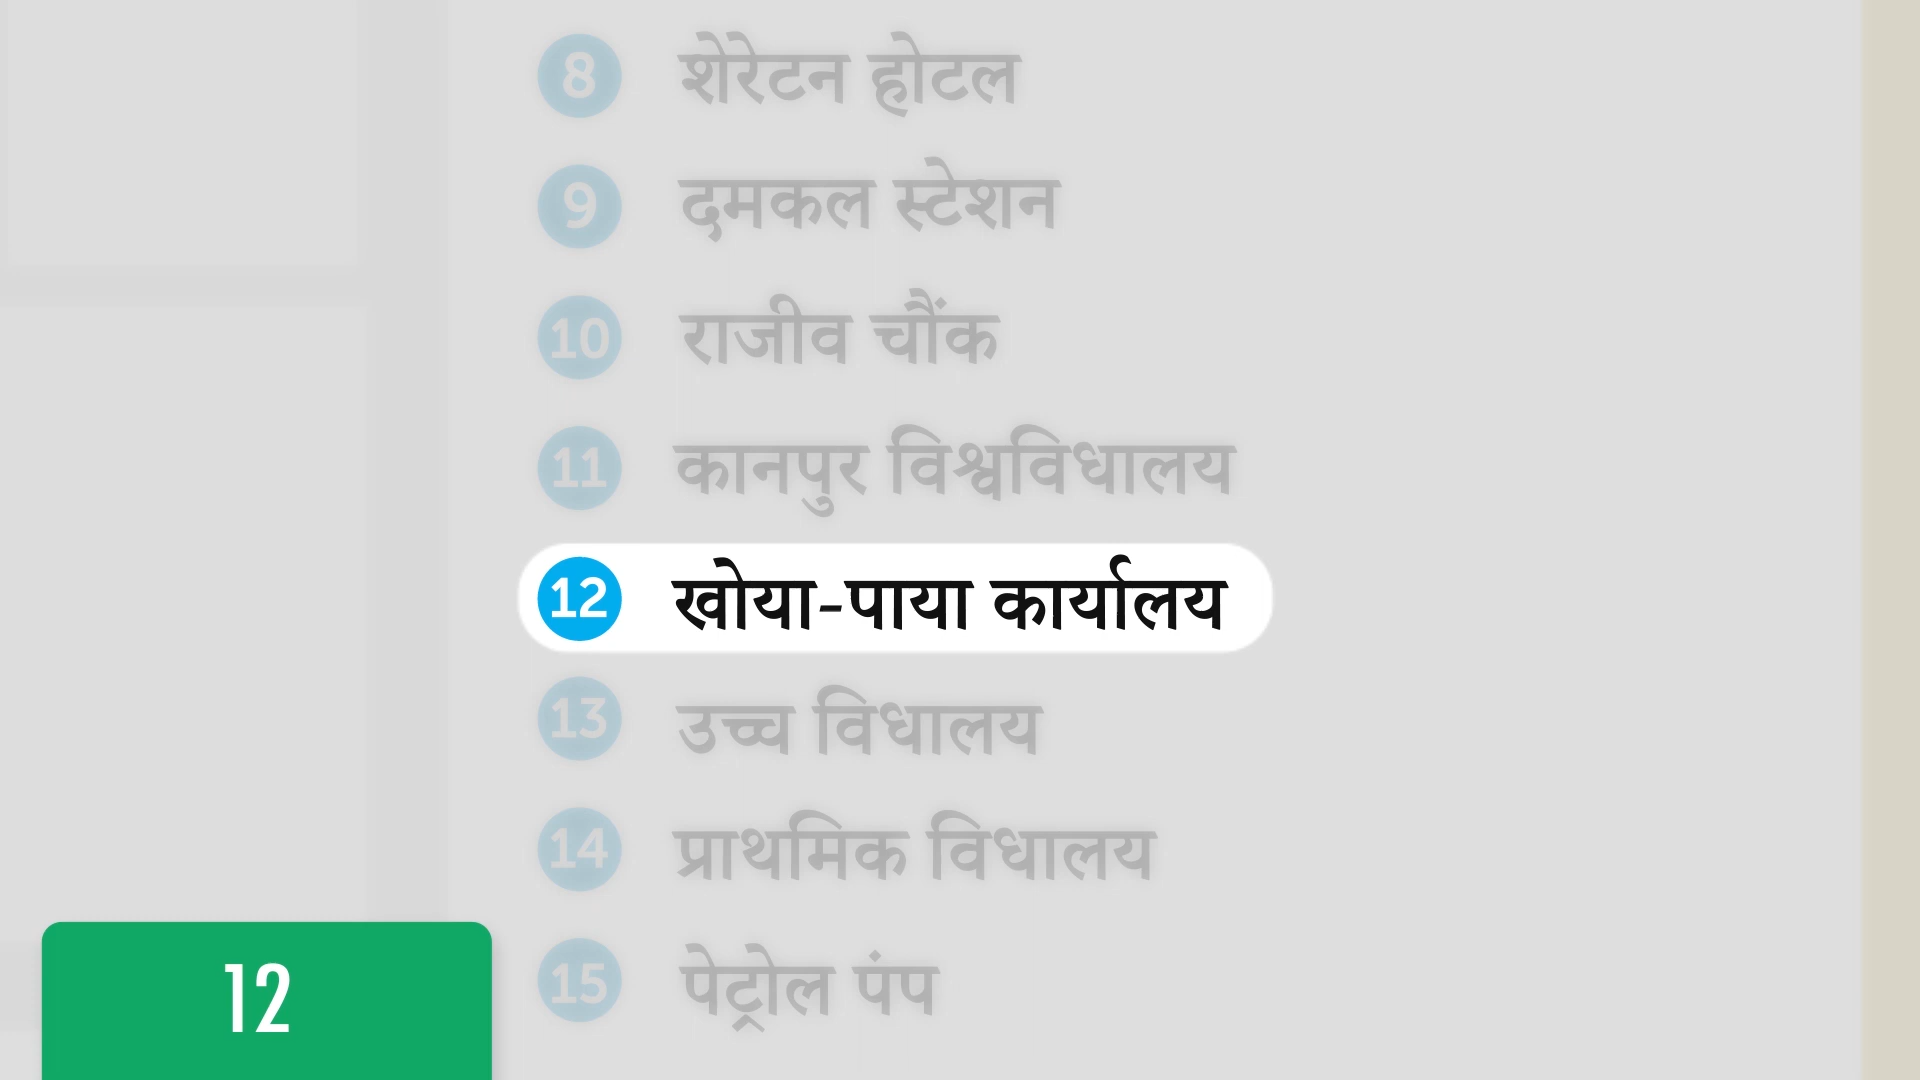 8 शेरेटन होटल
9 दमकल स्टेशन
10 राजीव चौंक
11 कानपुर विश्वविधालय
12 खोया-पाया कार्यालय
13 उच्च विधालय
14 प्राथमिक विधालय
15 पेट्रोल पंप
12